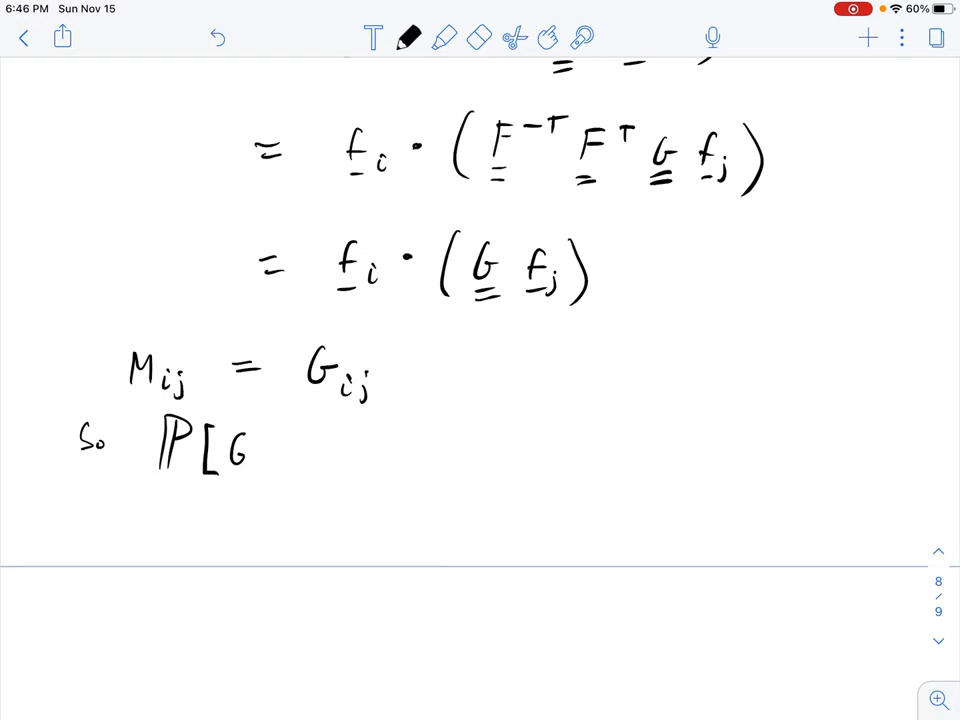 6:46 PM Sun Nov 15 60%
= f_i · ( F^{-T} F^T G f_j )
= f_i · ( G f_j )
M_ij = G_ij
So ℙ[G
8
/
9